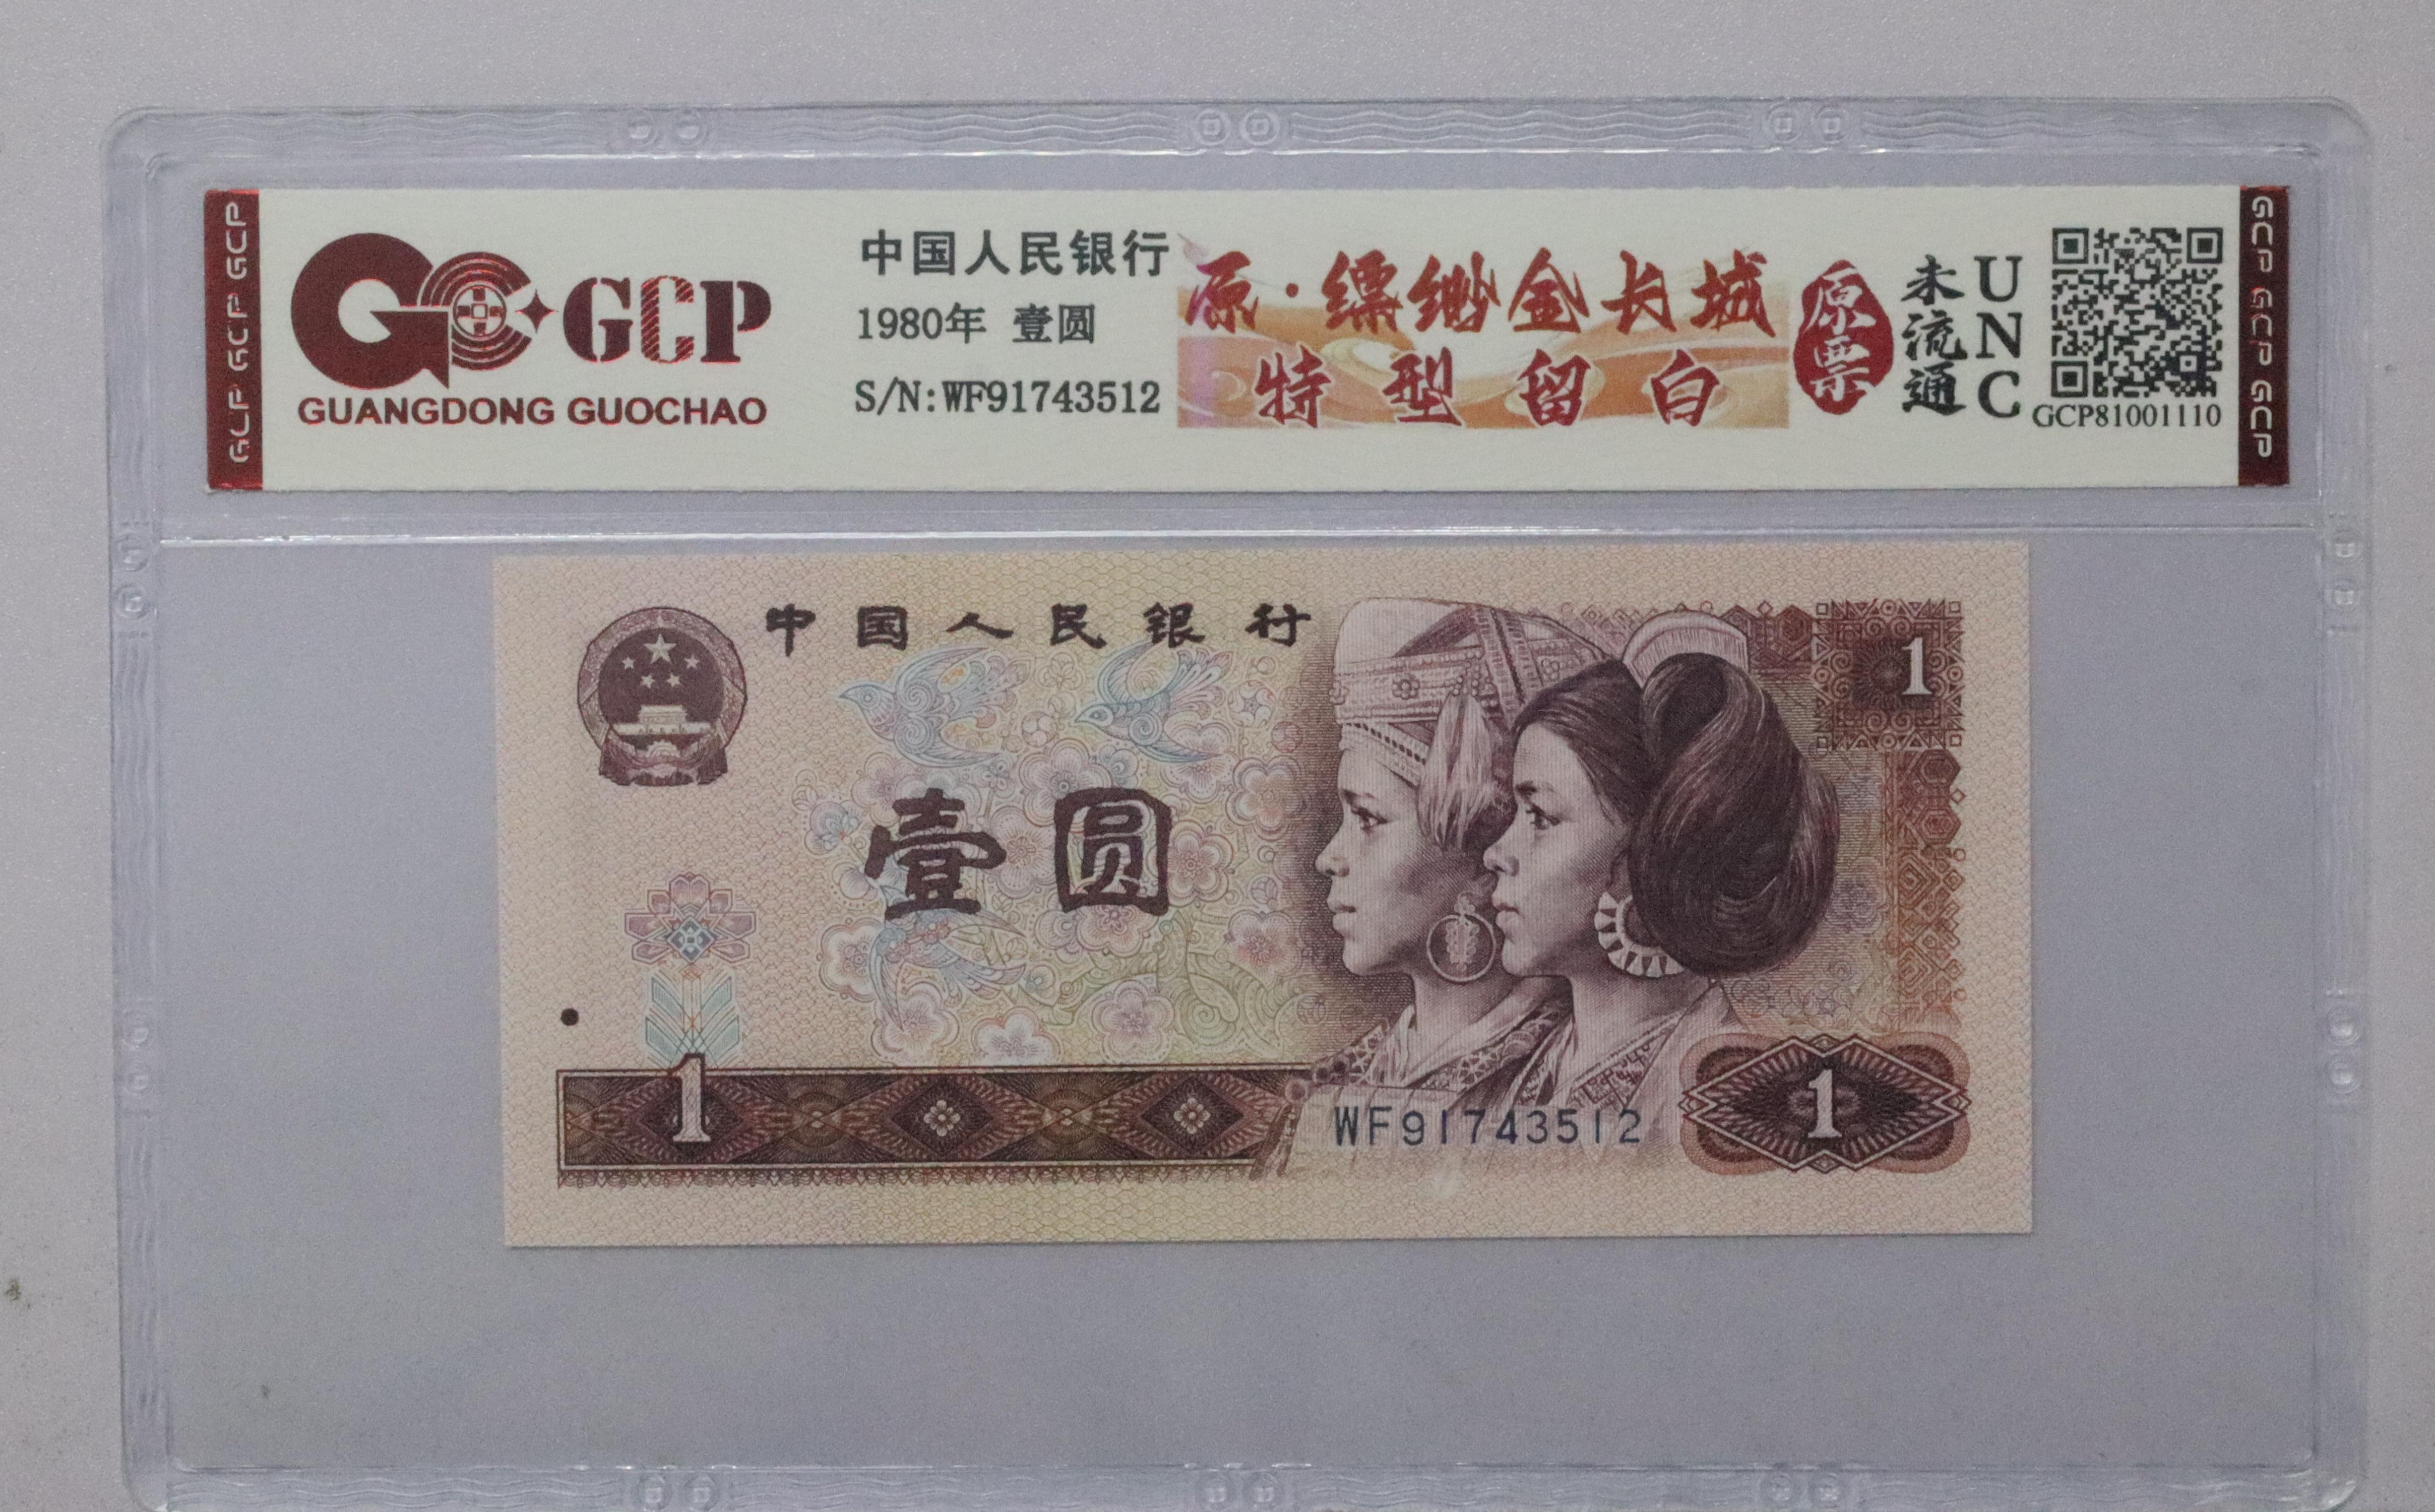 GCP GCP GCP
GCP
GUANGDONG GUOCHAO
中国人民银行
1980年 壹圆
S/N:WF91743512
原·缥缈金长城
特型留白
原票
未流通
UNC
GCP81001110
GCP GCP GCP
中国人民银行
1
壹圆
1
WF91743512
1